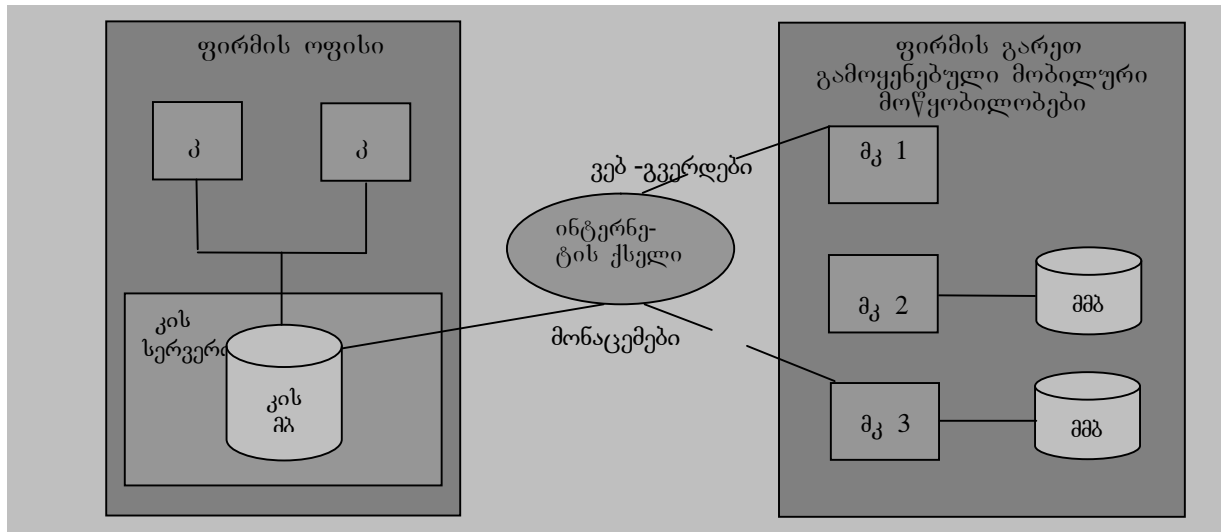 ფირმის ოფისი
კ
კ
კის
სერვერი
კის
მბ
ვებ -გვერდები
ინტერნე-
ტის ქსელი
მონაცემები
ფირმის გარეთ
გამოყენებული მობილური
მოწყობილობები
მკ 1
მკ 2
მმბ
მკ 3
მმბ